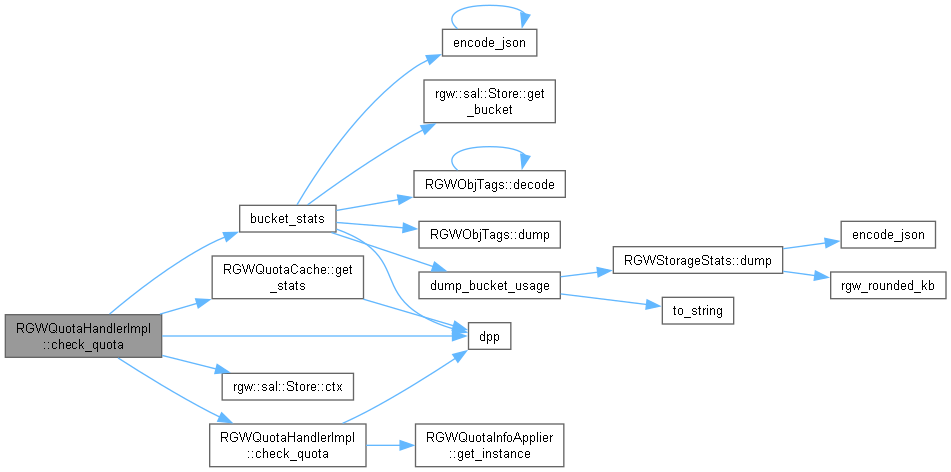 encode_json
rgw::sal::Store::get
_bucket
RGWObjTags::decode
bucket_stats
RGWObjTags::dump
encode_json
RGWStorageStats::dump
RGWQuotaCache::get
_stats
dump_bucket_usage
rgw_rounded_kb
to_string
RGWQuotaHandlerImpl
::check_quota
dpp
rgw::sal::Store::ctx
RGWQuotaHandlerImpl
::check_quota
RGWQuotaInfoApplier
::get_instance